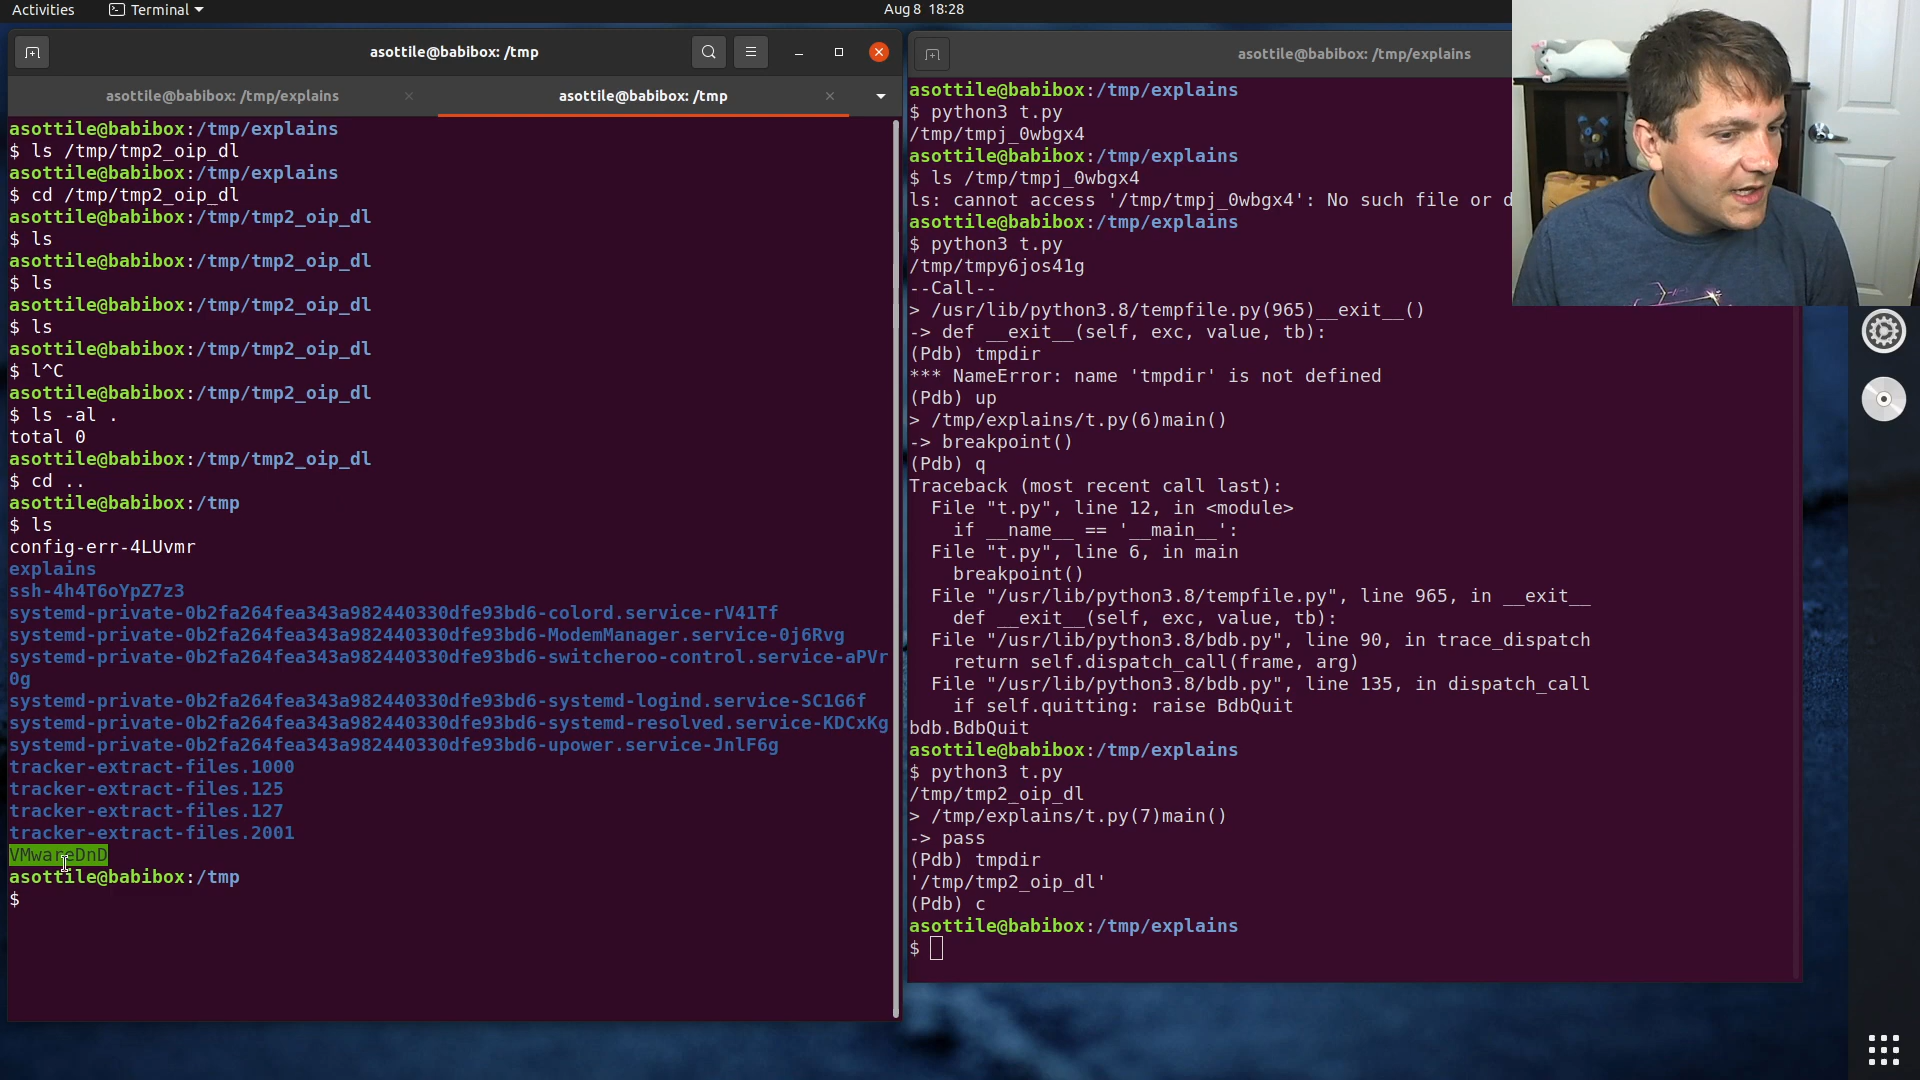 Activities
Terminal
Aug 8 18:28
asottile@babibox: /tmp
asottile@babibox: /tmp/explains
asottile@babibox: /tmp
asottile@babibox:/tmp/explains
$ ls /tmp/tmp2_oip_dl
asottile@babibox:/tmp/explains
$ cd /tmp/tmp2_oip_dl
asottile@babibox:/tmp/tmp2_oip_dl
$ ls
asottile@babibox:/tmp/tmp2_oip_dl
$ ls
asottile@babibox:/tmp/tmp2_oip_dl
$ ls
asottile@babibox:/tmp/tmp2_oip_dl
$ l^C
asottile@babibox:/tmp/tmp2_oip_dl
$ ls -al .
total 0
asottile@babibox:/tmp/tmp2_oip_dl
$ cd ..
asottile@babibox:/tmp
$ ls
config-err-4LUvmr
explains
ssh-4h4T6oYpZ7z3
systemd-private-0b2fa264fea343a982440330dfe93bd6-colord.service-rV41Tf
systemd-private-0b2fa264fea343a982440330dfe93bd6-ModemManager.service-0j6Rvg
systemd-private-0b2fa264fea343a982440330dfe93bd6-switcheroo-control.service-aPVr
0g
systemd-private-0b2fa264fea343a982440330dfe93bd6-systemd-logind.service-SC1G6f
systemd-private-0b2fa264fea343a982440330dfe93bd6-systemd-resolved.service-KDCxKg
systemd-private-0b2fa264fea343a982440330dfe93bd6-upower.service-JnlF6g
tracker-extract-files.1000
tracker-extract-files.125
tracker-extract-files.127
tracker-extract-files.2001
VMwareDnD
asottile@babibox:/tmp
$
asottile@babibox: /tmp/explains
asottile@babibox:/tmp/explains
$ python3 t.py
/tmp/tmpj_0wbgx4
asottile@babibox:/tmp/explains
$ ls /tmp/tmpj_0wbgx4
ls: cannot access '/tmp/tmpj_0wbgx4': No such file or d
asottile@babibox:/tmp/explains
$ python3 t.py
/tmp/tmpy6jos41g
--Call--
> /usr/lib/python3.8/tempfile.py(965)__exit__()
-> def __exit__(self, exc, value, tb):
(Pdb) tmpdir
*** NameError: name 'tmpdir' is not defined
(Pdb) up
> /tmp/explains/t.py(6)main()
-> breakpoint()
(Pdb) q
Traceback (most recent call last):
  File "t.py", line 12, in <module>
    if __name__ == '__main__':
  File "t.py", line 6, in main
    breakpoint()
  File "/usr/lib/python3.8/tempfile.py", line 965, in __exit__
    def __exit__(self, exc, value, tb):
  File "/usr/lib/python3.8/bdb.py", line 90, in trace_dispatch
    return self.dispatch_call(frame, arg)
  File "/usr/lib/python3.8/bdb.py", line 135, in dispatch_call
    if self.quitting: raise BdbQuit
bdb.BdbQuit
asottile@babibox:/tmp/explains
$ python3 t.py
/tmp/tmp2_oip_dl
> /tmp/explains/t.py(7)main()
-> pass
(Pdb) tmpdir
'/tmp/tmp2_oip_dl'
(Pdb) c
asottile@babibox:/tmp/explains
$